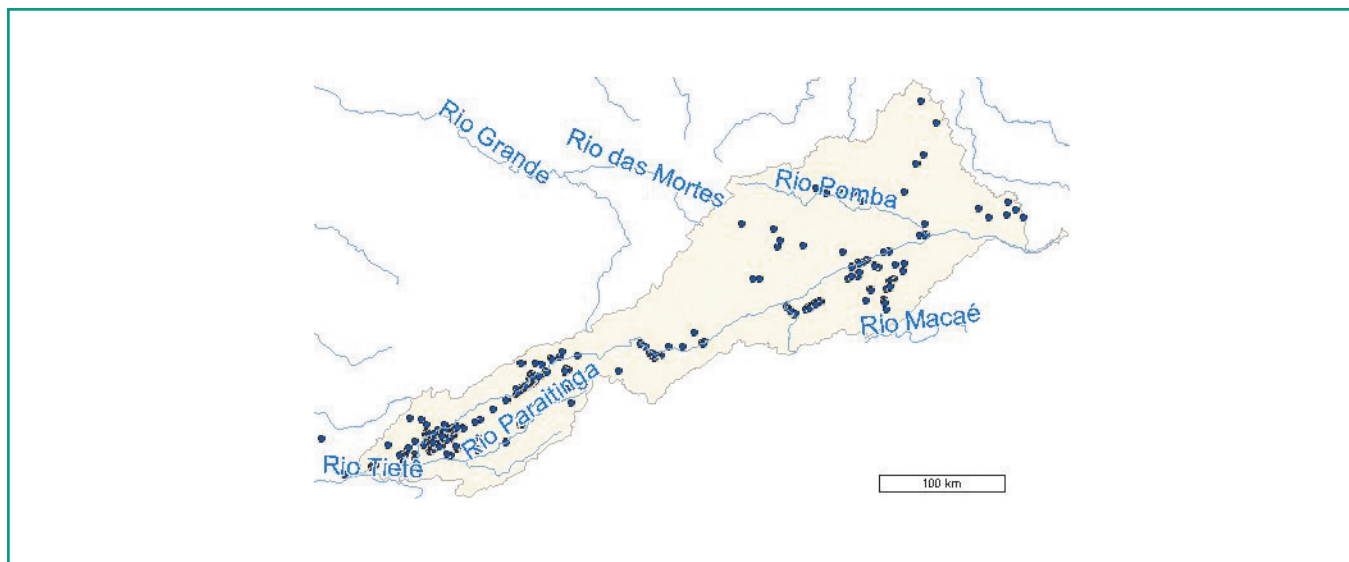 Rio Grande
Rio das Mortes
Rio Pomba
Rio Macaé
Rio Paraitinga
Rio Tietê
100 km